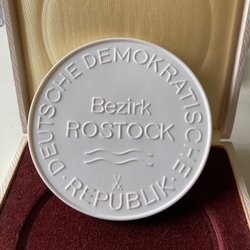 DEUTSCHE DEMOKRATISCHE
Bezirk
ROSTOCK
· REPUBLIK ·